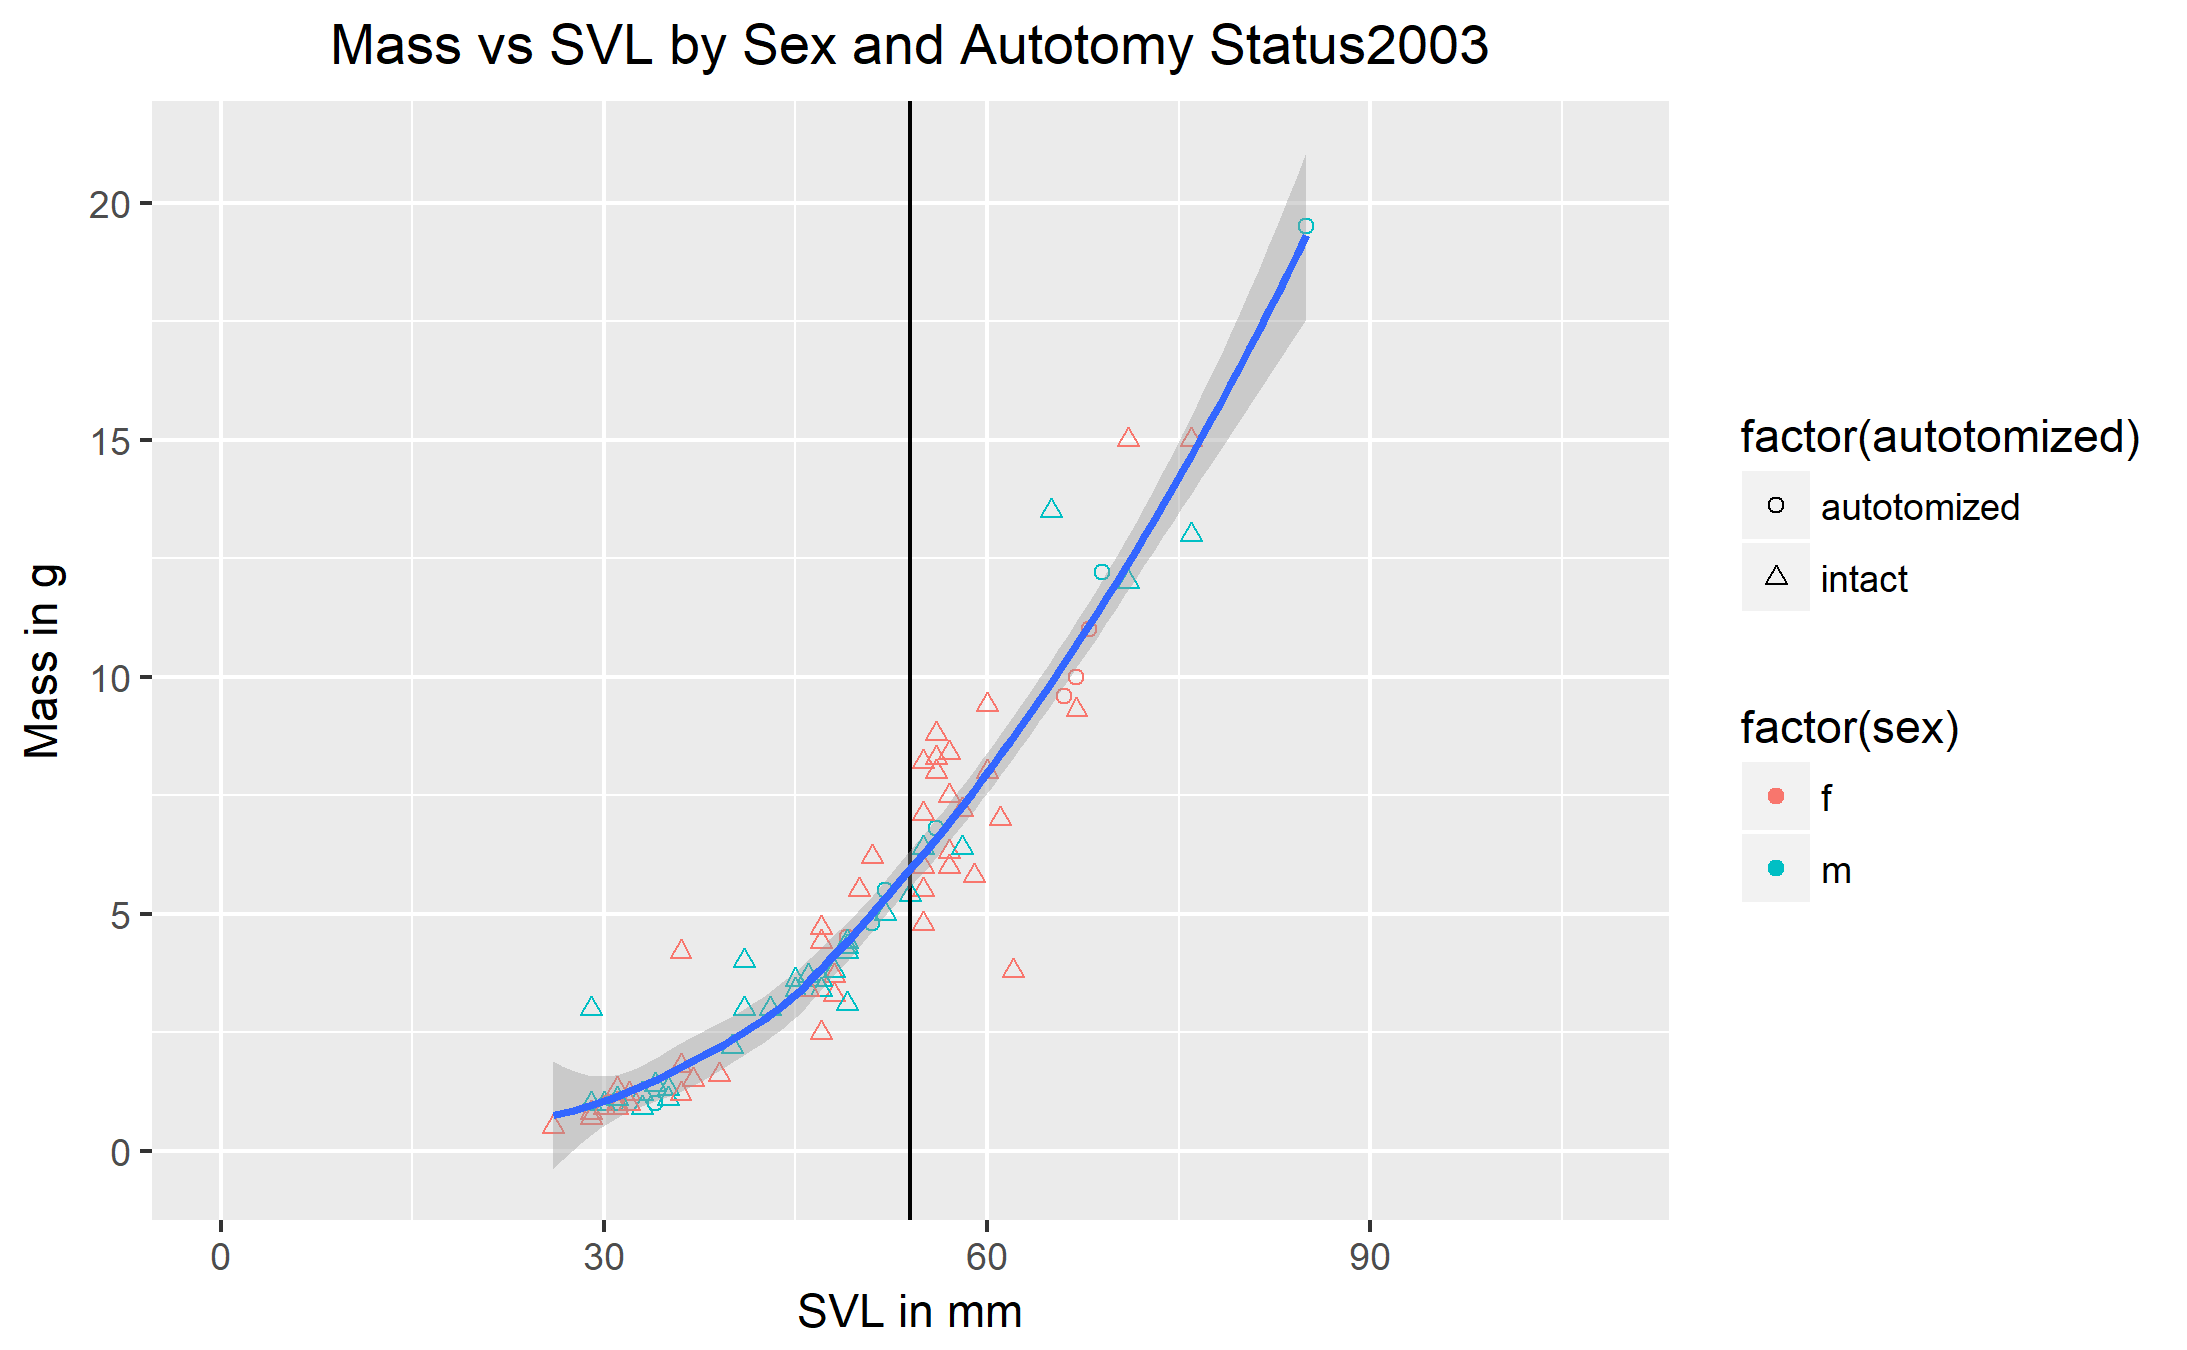 Mass vs SVL by Sex and Autotomy Status2003
Mass in g
20
15
10
5
0
0 30 60 90
SVL in mm
factor(autotomized)
autotomized
intact
factor(sex)
f
m